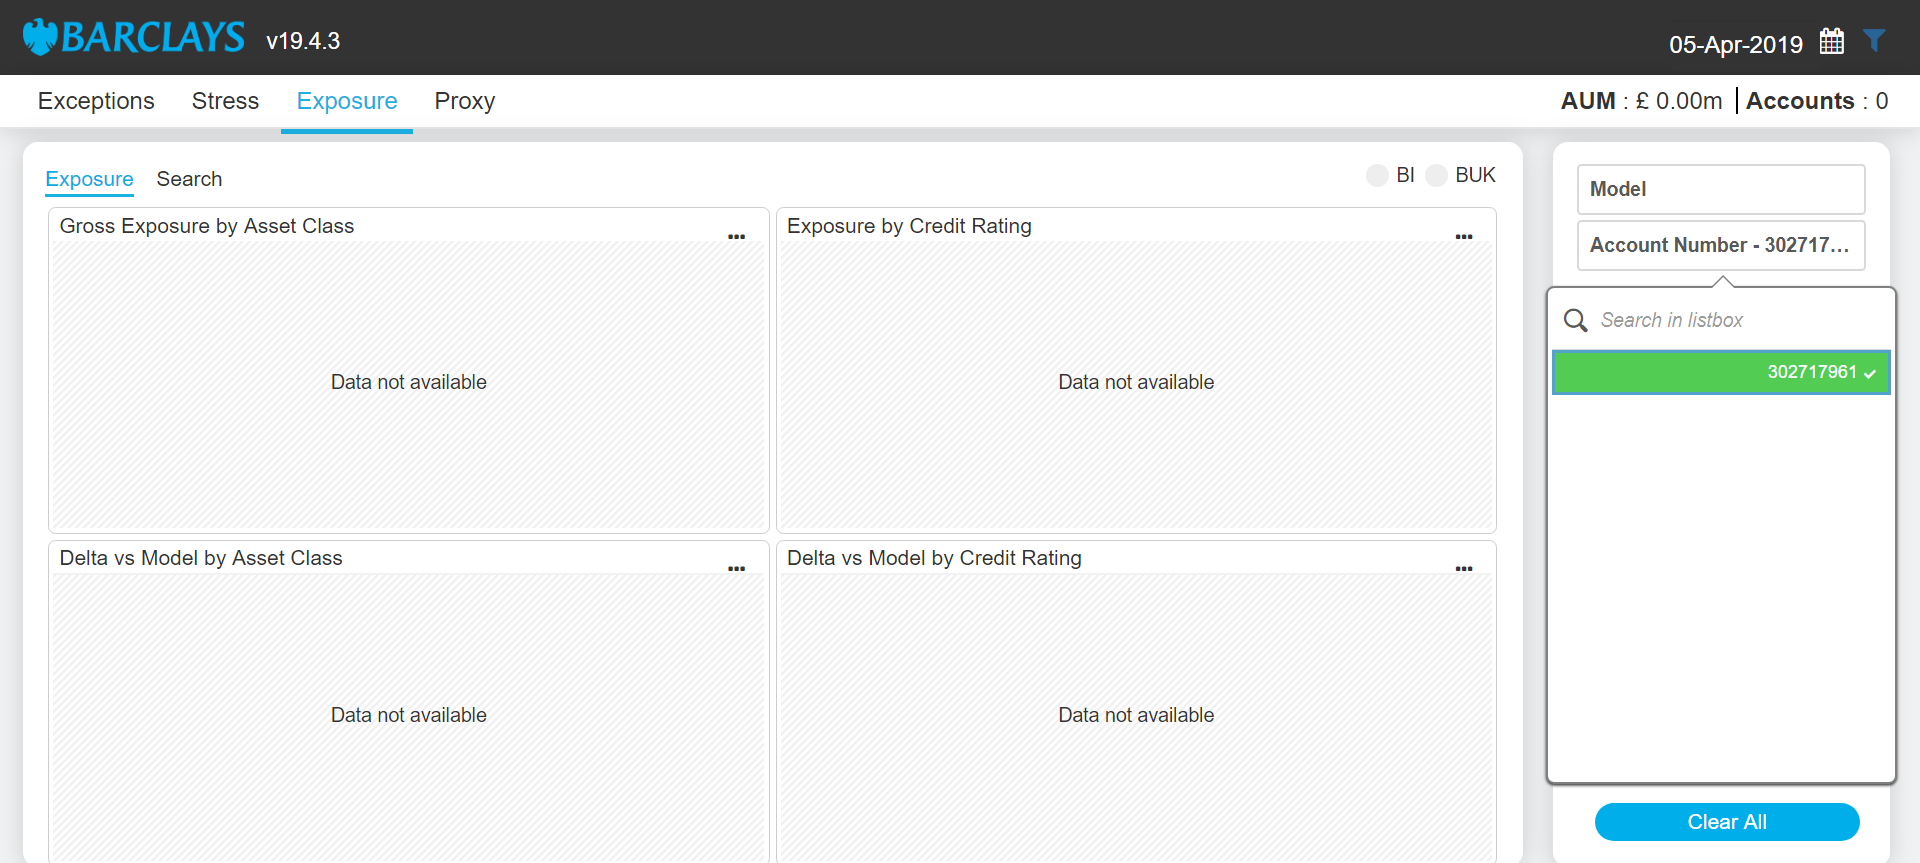 BARCLAYS v19.4.3
05-Apr-2019
Exceptions Stress Exposure Proxy
AUM : £ 0.00m Accounts : 0
Exposure Search
BI BUK
Gross Exposure by Asset Class
...
Data not available
Exposure by Credit Rating
...
Data not available
Delta vs Model by Asset Class
...
Data not available
Delta vs Model by Credit Rating
...
Data not available
Model
Account Number - 302717...
Search in listbox
302717961
Clear All